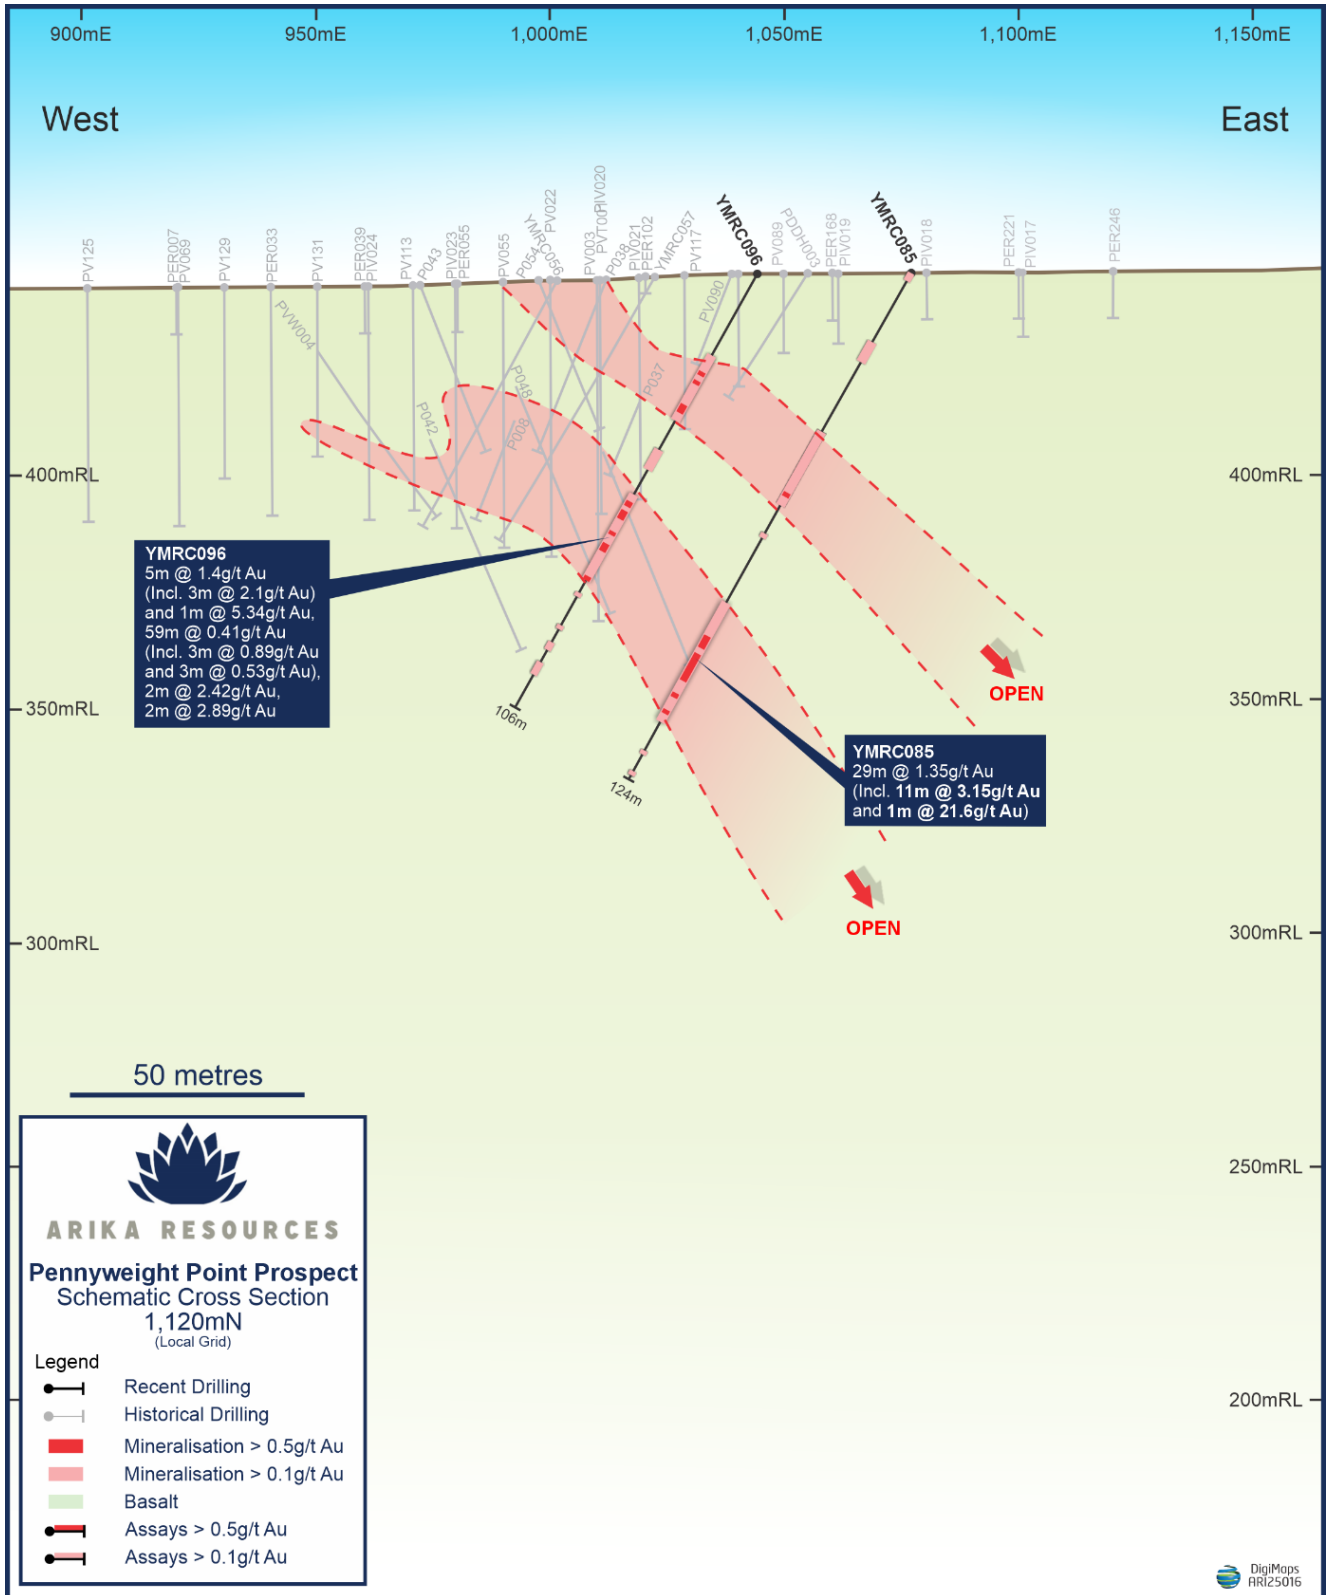 900mE
950mE
1,000mE
1,050mE
1,100mE
1,150mE
West
East
PV125
PER007
PV069
PV129
PER033
PV131
PER039
PIV024
PV113
P043
PIV023
PER055
PV055
P054
PV022
PV003
PIV020
P038
PIV021
PER102
YMRC057
PV117
YMRC096
PV089
PDDH003
PER168
PIV019
YMRC085
PIV018
PER221
PIV017
PER246
PVW004
PV090
P048
P037
P042
P008
400mRL
400mRL
YMRC096
5m @ 1.4g/t Au
(Incl. 3m @ 2.1g/t Au)
and 1m @ 5.34g/t Au,
59m @ 0.41g/t Au
(Incl. 3m @ 0.89g/t Au
and 3m @ 0.53g/t Au),
2m @ 2.42g/t Au,
2m @ 2.89g/t Au
350mRL
350mRL
106m
124m
OPEN
YMRC085
29m @ 1.35g/t Au
(Incl. 11m @ 3.15g/t Au
and 1m @ 21.6g/t Au)
OPEN
300mRL
300mRL
50 metres
250mRL
200mRL
ARIKA RESOURCES
Pennyweight Point Prospect
Schematic Cross Section
1,120mN
(Local Grid)
Legend
Recent Drilling
Historical Drilling
Mineralisation > 0.5g/t Au
Mineralisation > 0.1g/t Au
Basalt
Assays > 0.5g/t Au
Assays > 0.1g/t Au
DigiMaps
ARI25016